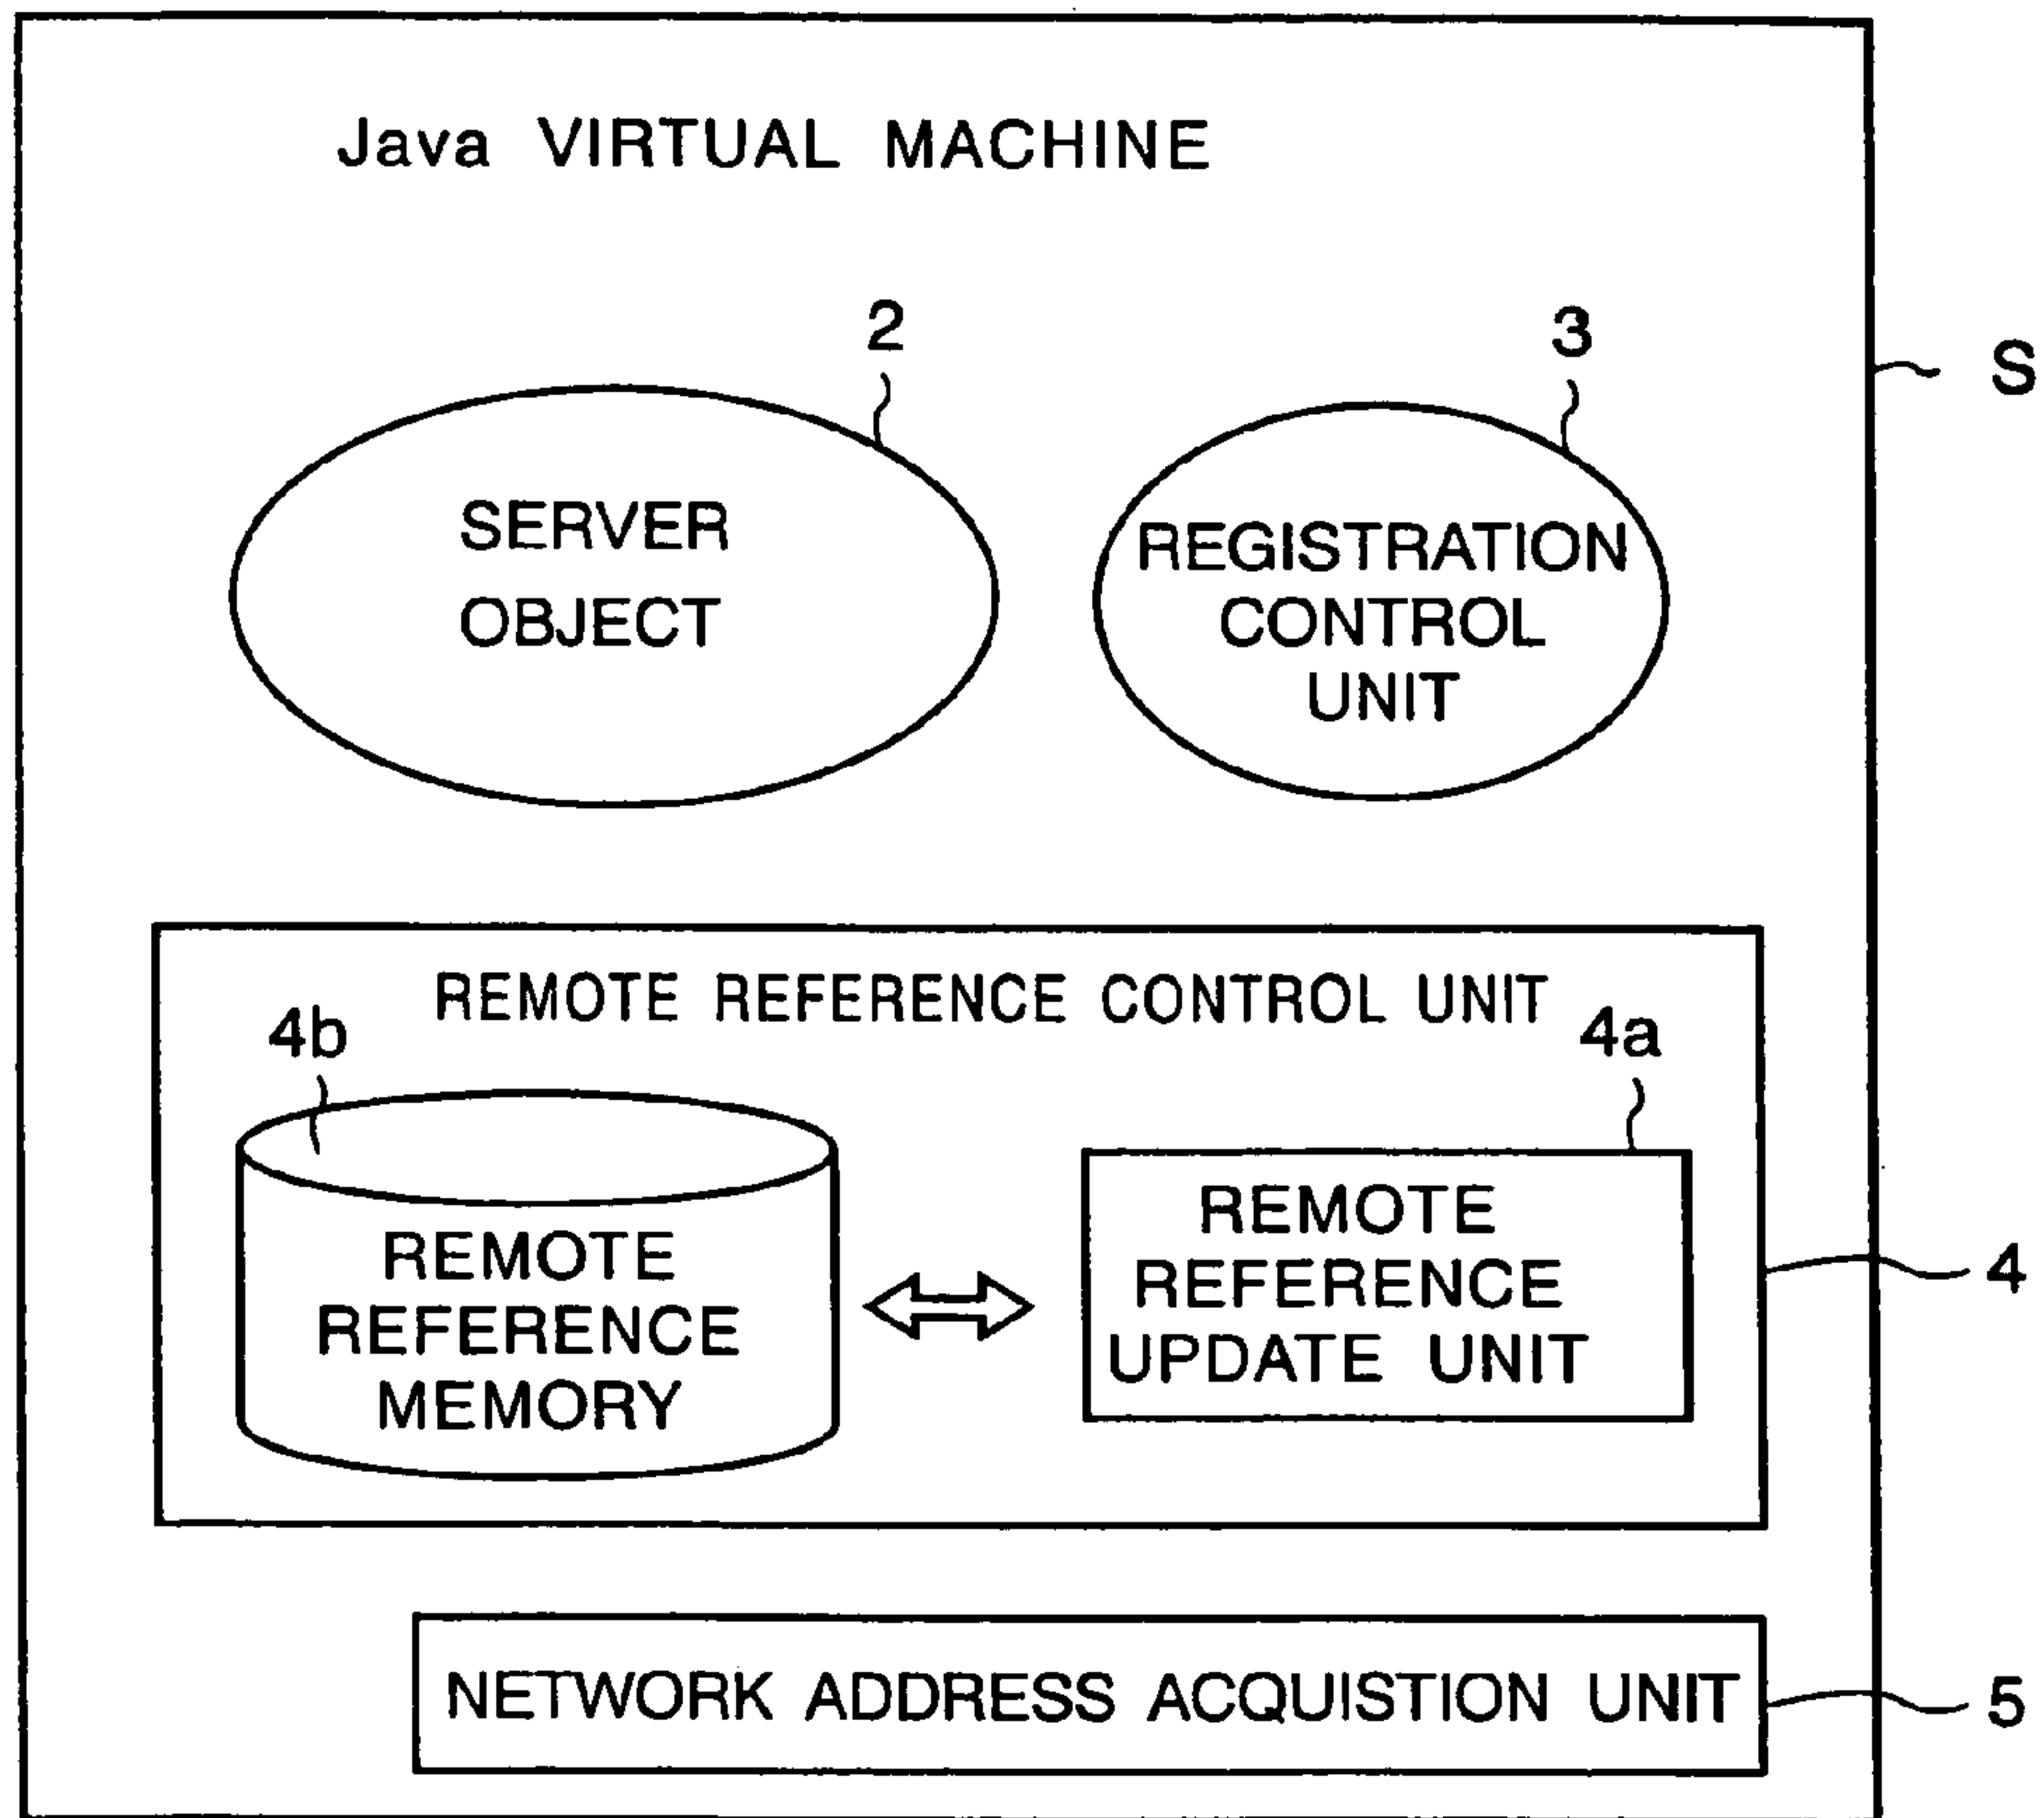 Java VIRTUAL MACHINE
2
3
S
SERVER
OBJECT
REGISTRATION
CONTROL
UNIT
REMOTE REFERENCE CONTROL UNIT
4b
4a
REMOTE
REFERENCE
MEMORY
REMOTE
REFERENCE
UPDATE UNIT
4
NETWORK ADDRESS ACQUISTION UNIT
5